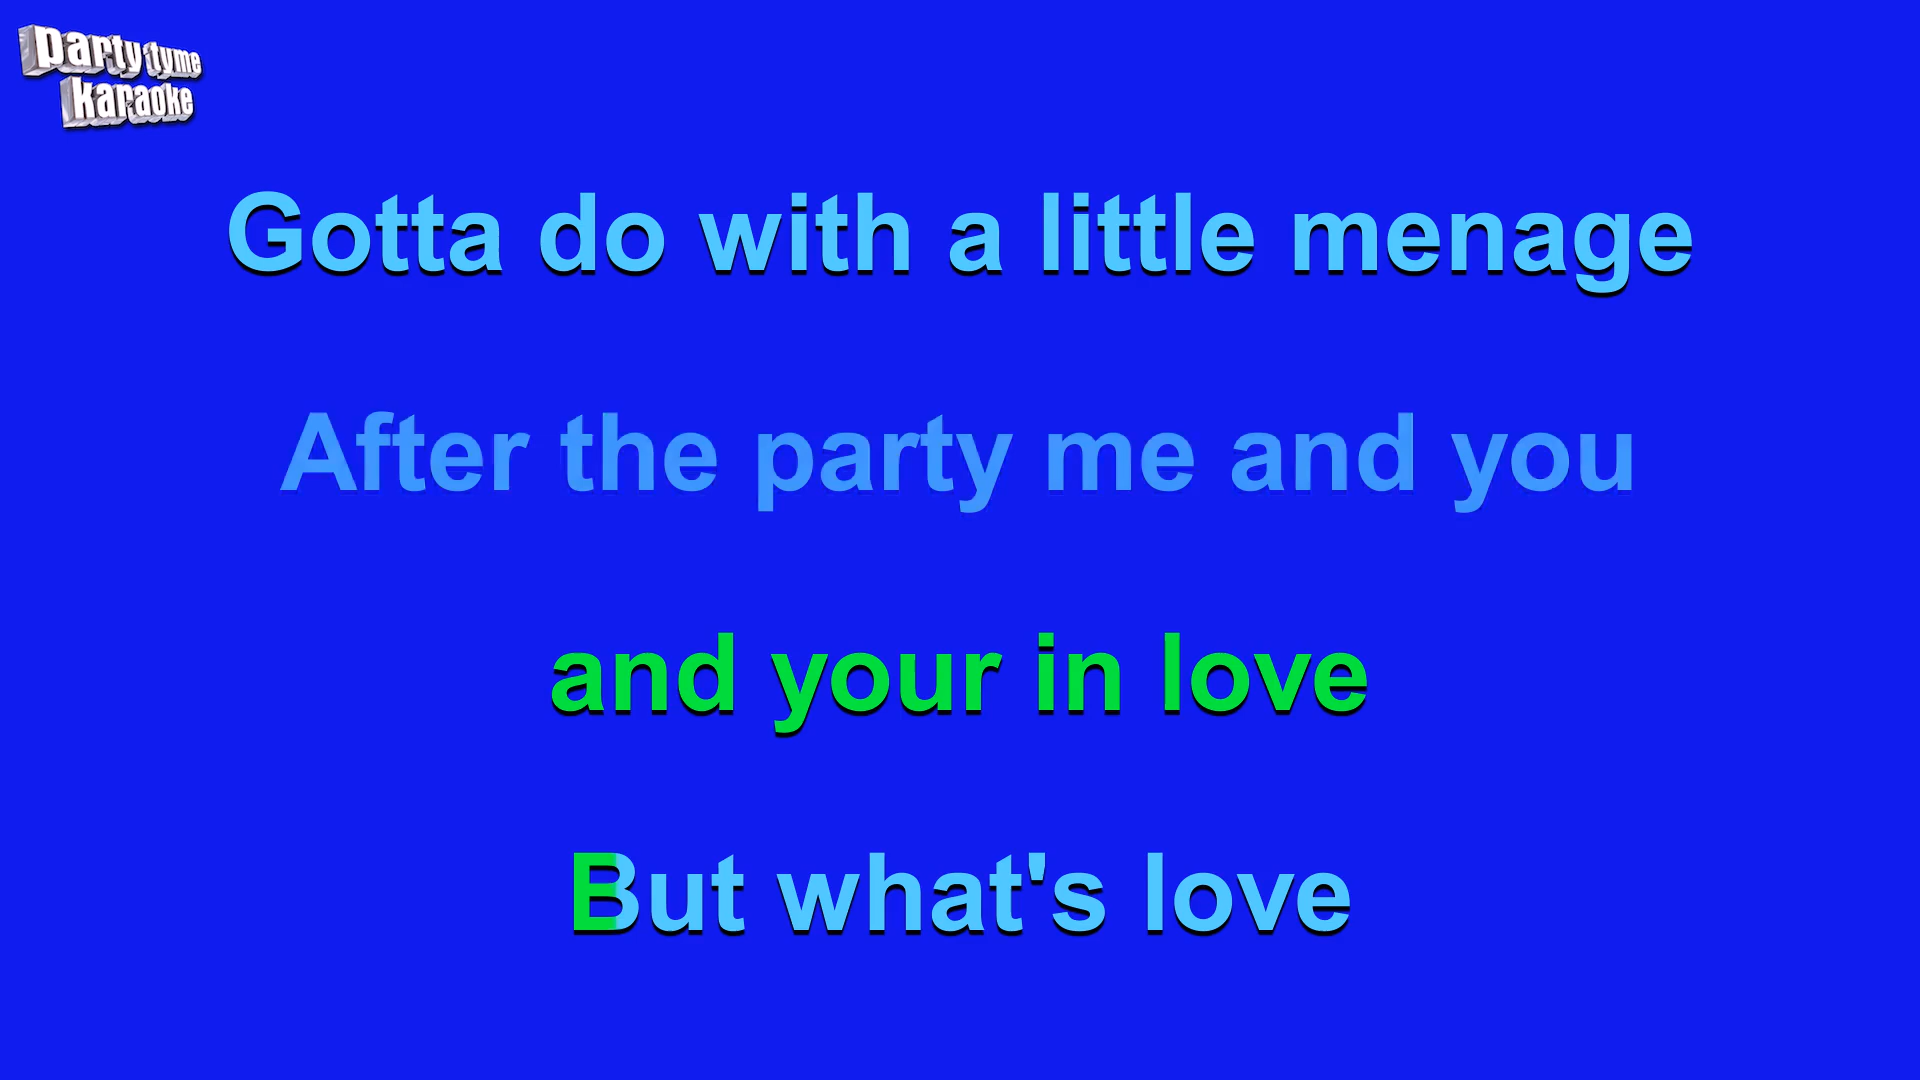 party tyme
karaoke
Gotta do with a little menage
After the party me and you
and your in love
But what's love